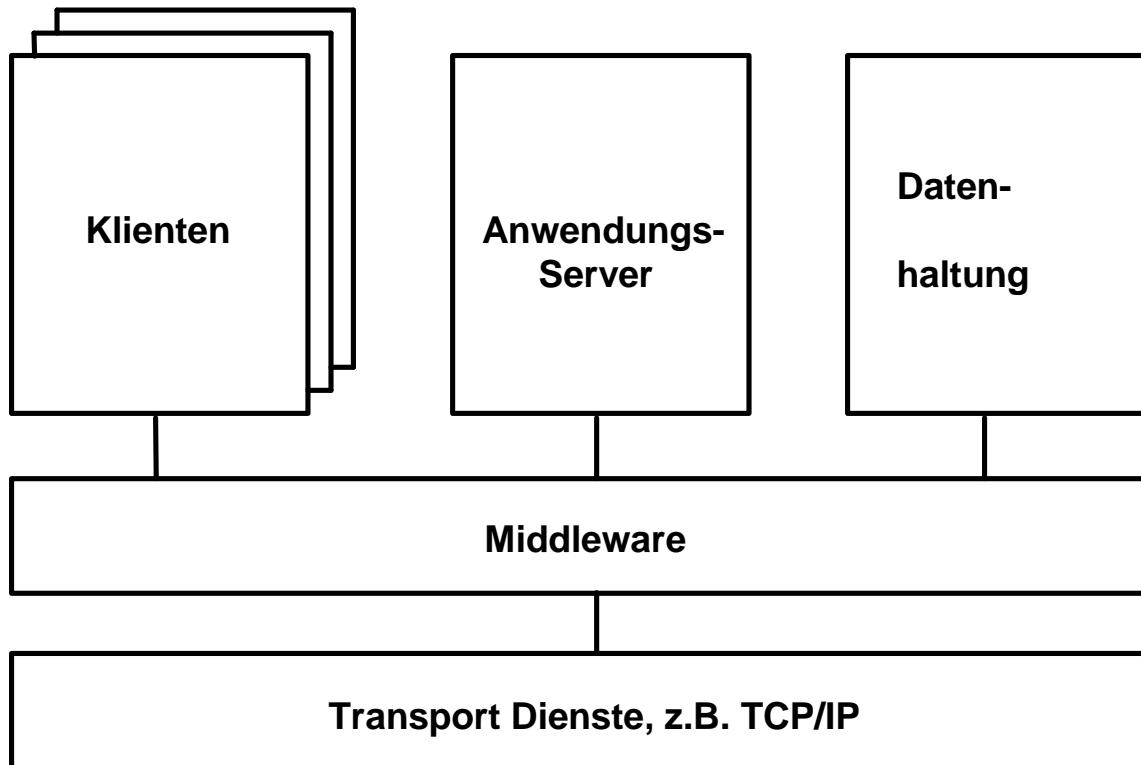 Klienten
Anwendungs-
Server
Daten-
haltung
Middleware
Transport Dienste, z.B. TCP/IP